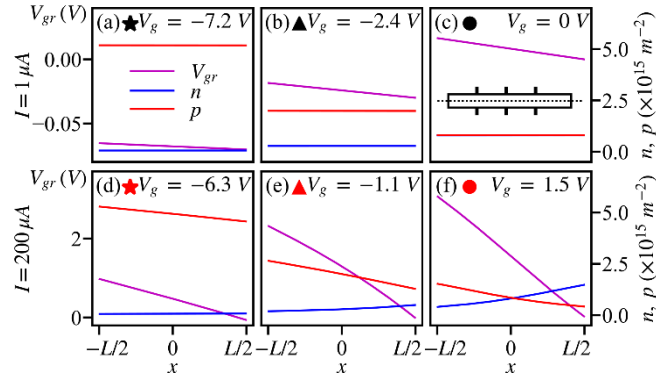 (a) ★ V_g = −7.2 V
(b) ▲ V_g = −2.4 V
(c) ● V_g = 0 V
V_gr (V)
I = 1 μA
0.00
−0.05
V_gr
n
p
5.0
2.5
0.0
n, p (×10^15 m^−2)
(d) ★ V_g = −6.3 V
(e) ▲ V_g = −1.1 V
(f) ● V_g = 1.5 V
V_gr (V)
I = 200 μA
2
0
5.0
2.5
0.0
n, p (×10^15 m^−2)
−L/2 0 L/2
x
−L/2 0 L/2
x
−L/2 0 L/2
x